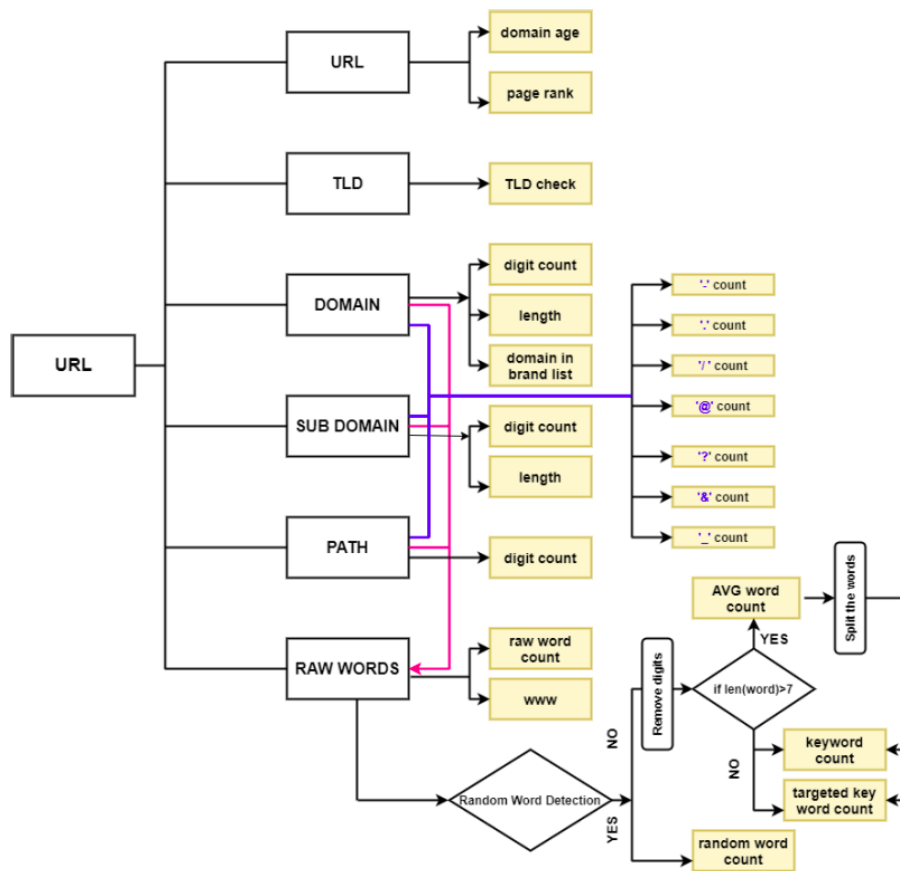 URL
URL
domain age
page rank
TLD
TLD check
DOMAIN
digit count
length
domain in
brand list
SUB DOMAIN
digit count
length
PATH
digit count
'-' count
'.' count
'/' count
'@' count
'?' count
'&' count
'_' count
RAW WORDS
raw word
count
www
Random Word Detection
NO
YES
Remove digits
if len(word)>7
YES
NO
AVG word
count
Split the words
keyword
count
targeted key
word count
random word
count